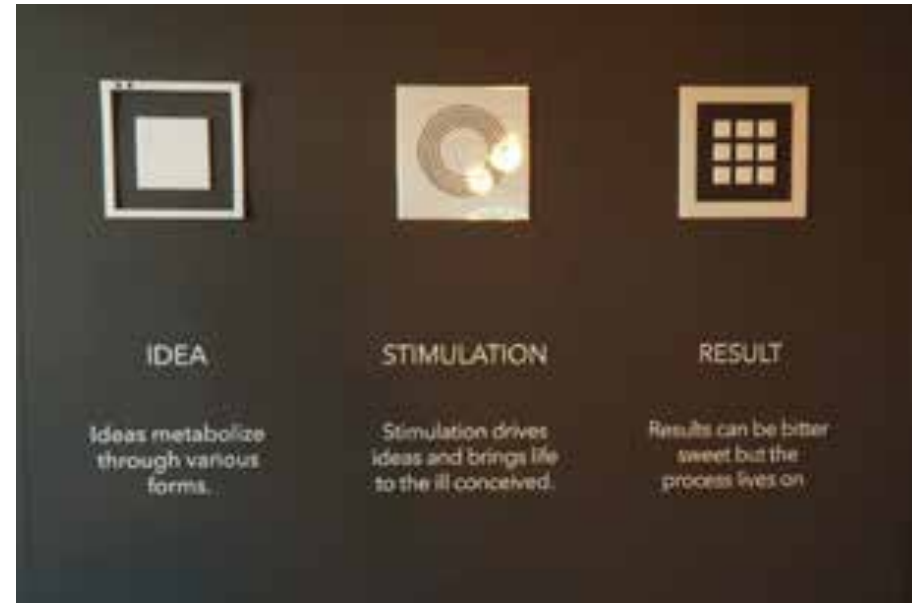 IDEA
Ideas metabolize
through various
forms.
STIMULATION
Stimulation drives
ideas and brings life
to the ill conceived.
RESULT
Results can be bitter
sweet but the
process lives on